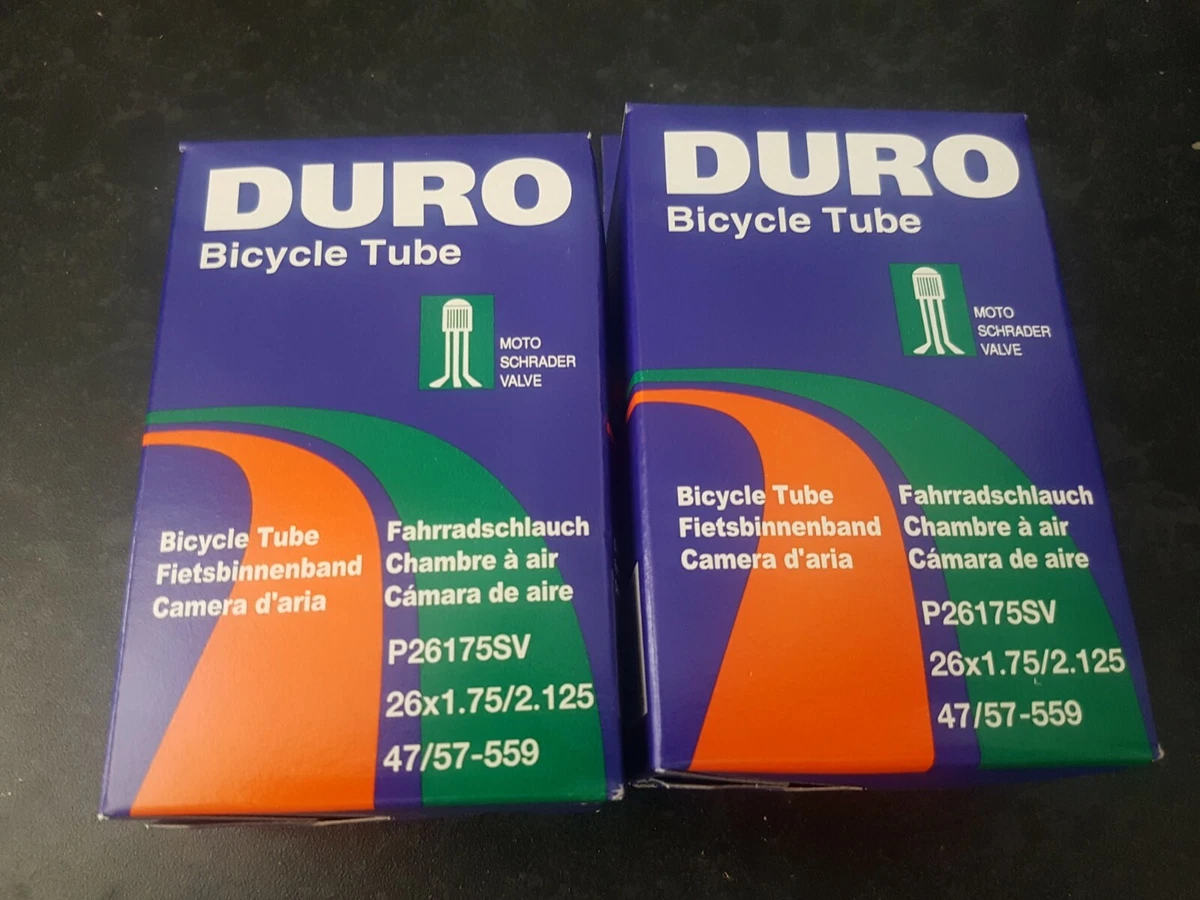 DURO
Bicycle Tube
MOTO
SCHRADER
VALVE
Bicycle Tube
Fietsbinnenband
Camera d'aria
Fahrradschlauch
Chambre à air
Cámara de aire
P26175SV
26x1.75/2.125
47/57-559
DURO
Bicycle Tube
MOTO
SCHRADER
VALVE
Bicycle Tube
Fietsbinnenband
Camera d'aria
Fahrradschlauch
Chambre à air
Cámara de aire
P26175SV
26x1.75/2.125
47/57-559